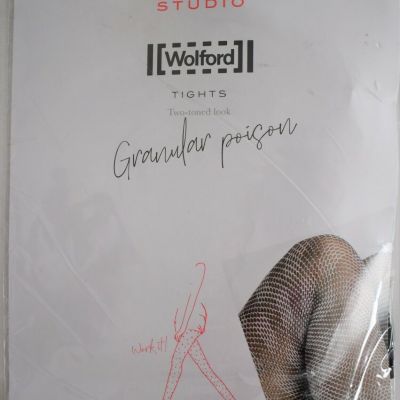 STUDIO
Wolford
TIGHTS
Two-toned look
Granular poison
Work it!